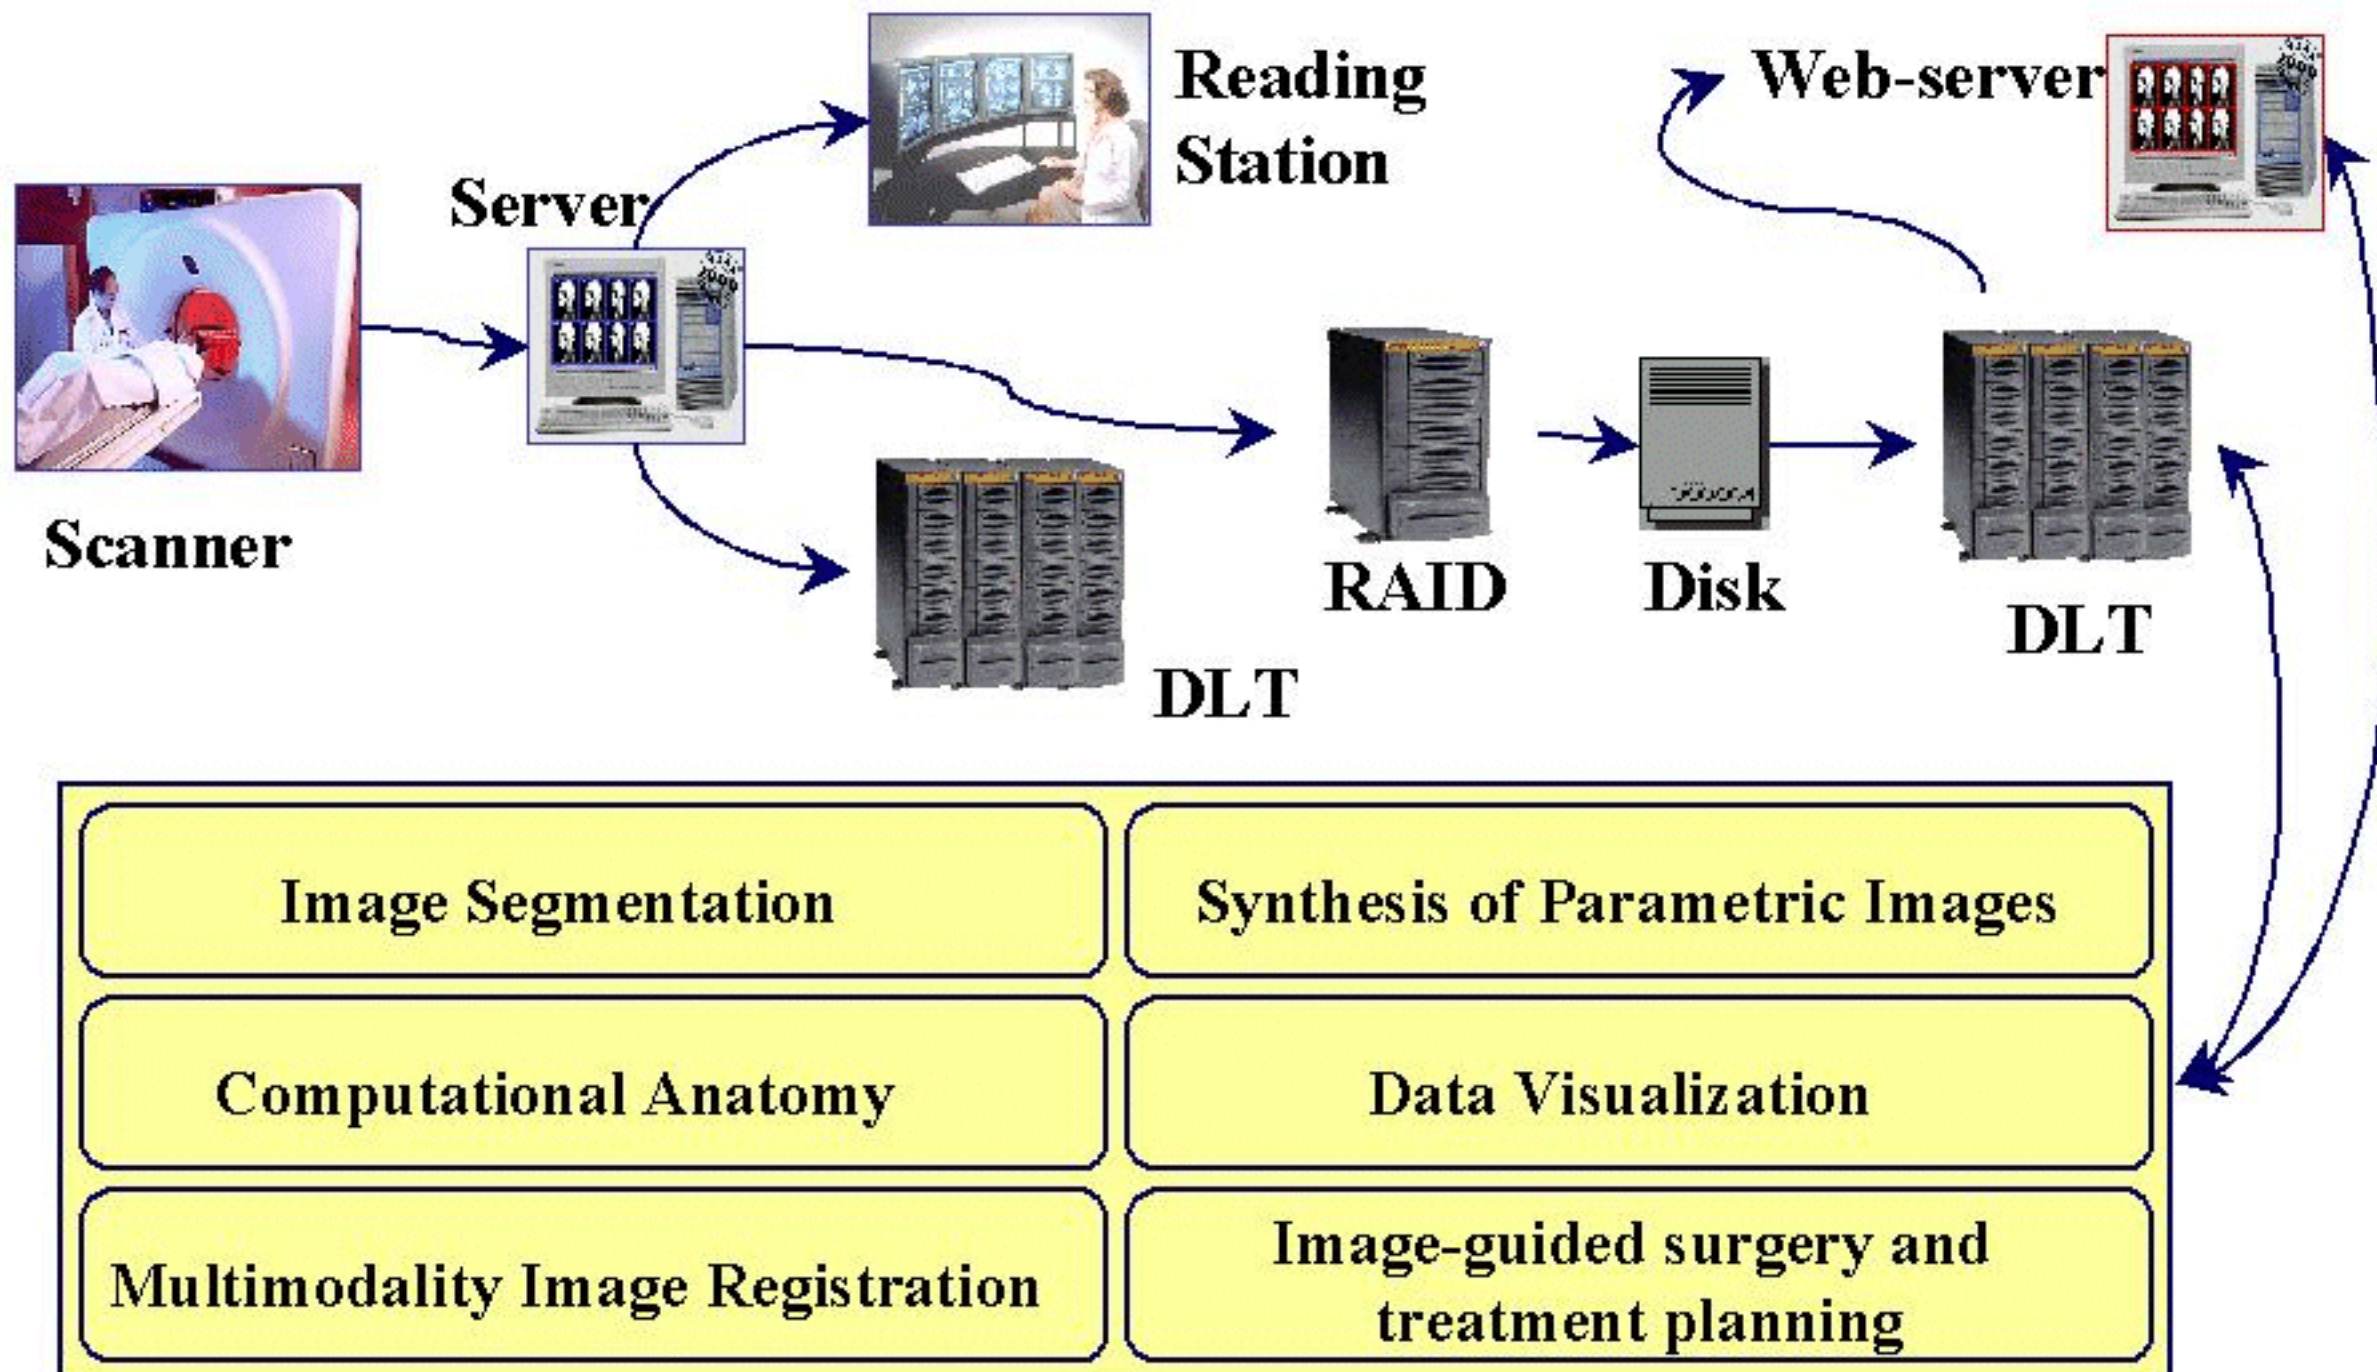 Reading
Station
Web-server
Server
Scanner
RAID
Disk
DLT
DLT
Image Segmentation
Synthesis of Parametric Images
Computational Anatomy
Data Visualization
Multimodality Image Registration
Image-guided surgery and
treatment planning